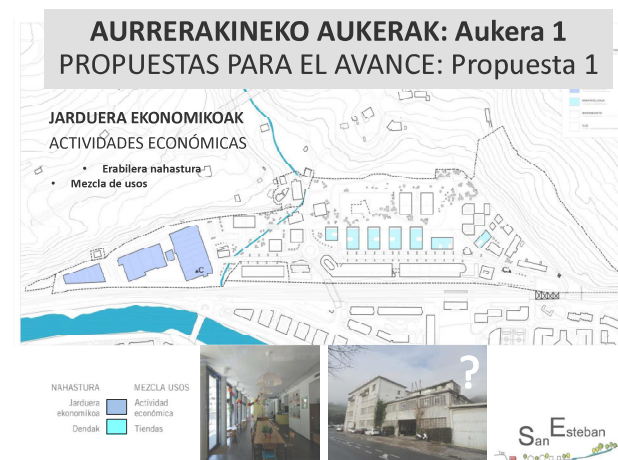 AURRERAKINEKO AUKERAK: Aukera 1
PROPUESTAS PARA EL AVANCE: Propuesta 1
JARDUERA EKONOMIKOAK
ACTIVIDADES ECONÓMICAS
• Erabilera nahastura
• Mezcla de usos
NAHASTURA MEZCLA USOS
Jarduera ekonomikoa Actividad económica
Dendak Tiendas
?
San Esteban